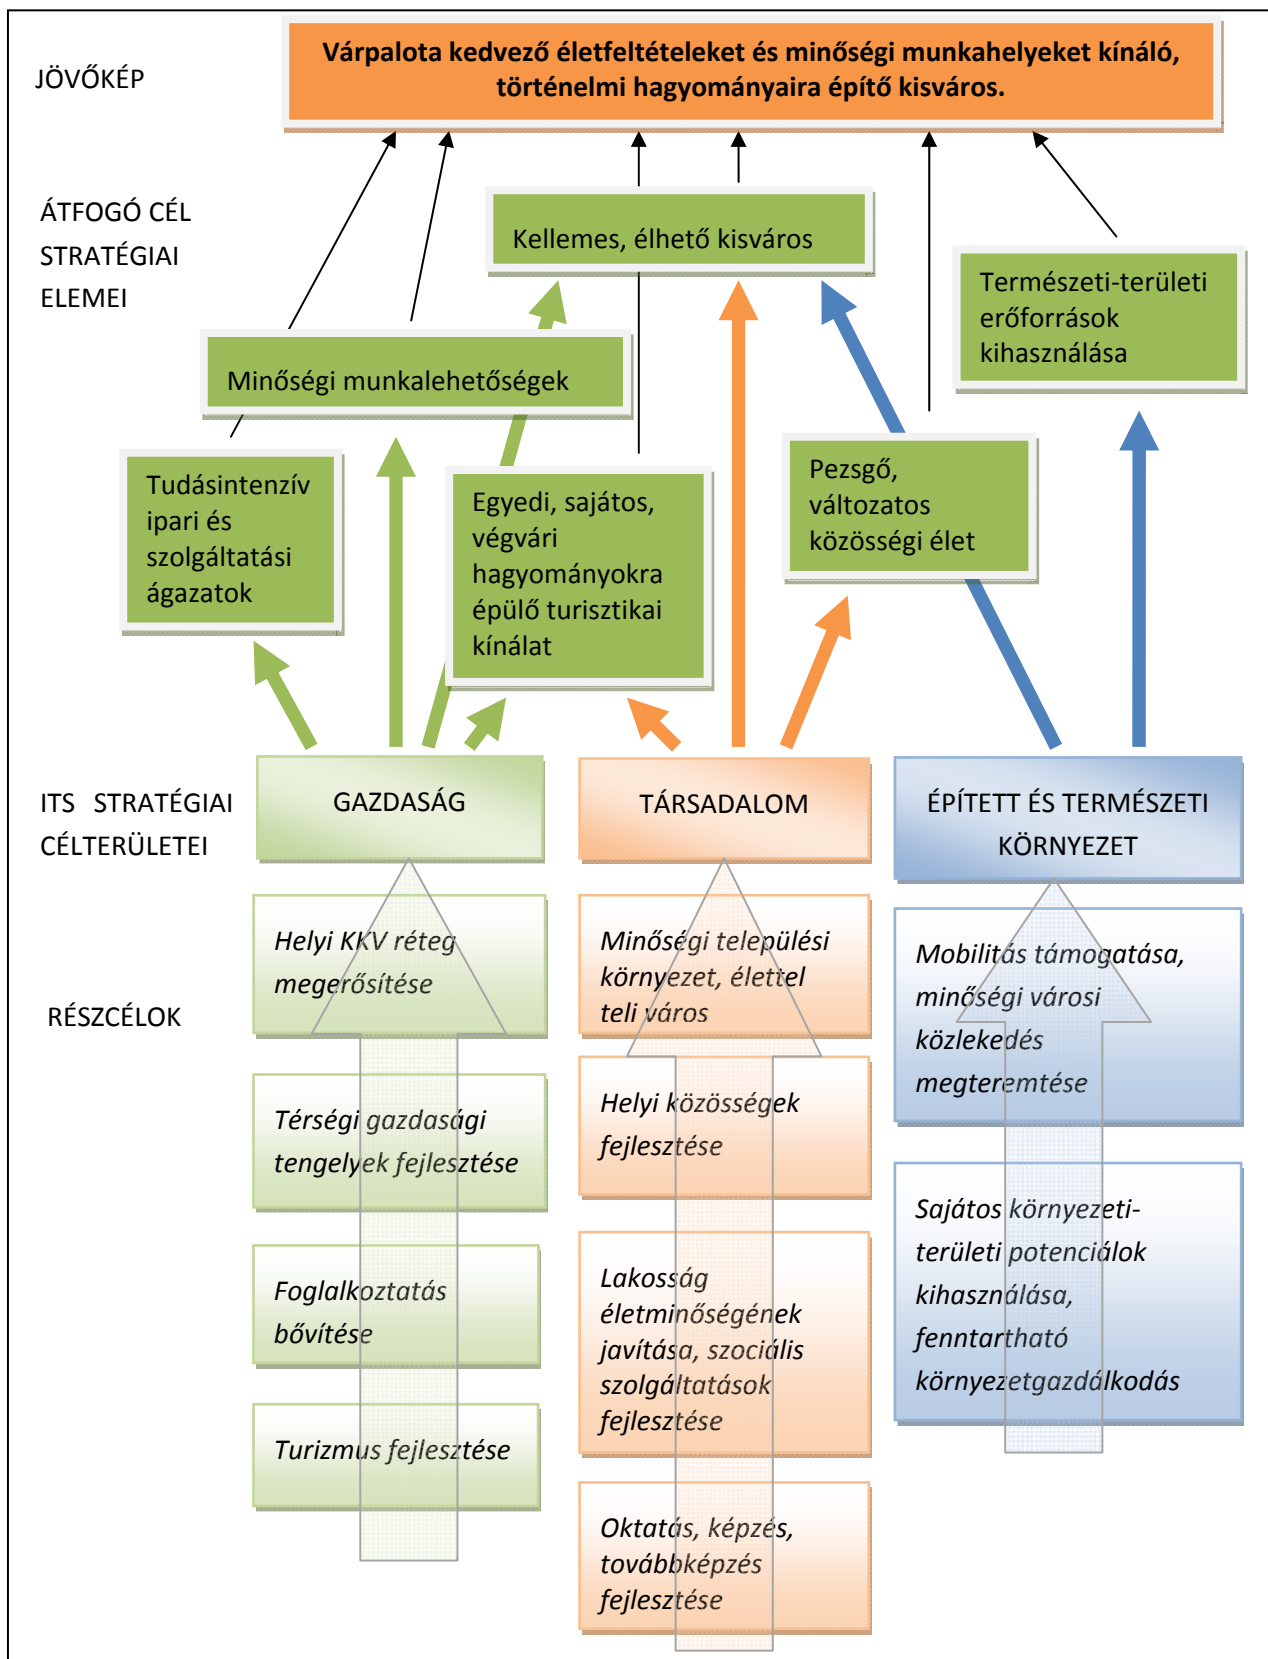 JÖVŐKÉP
Várpalota kedvező életfeltételeket és minőségi munkahelyeket kínáló,
történelmi hagyományaira építő kisváros.
ÁTFOGÓ CÉL
STRATÉGIAI
ELEMEI
Kellemes, élhető kisváros
Természeti-területi
erőforrások
kihasználása
Minőségi munkalehetőségek
Tudásintenzív
ipari és
szolgáltatási
ágazatok
Egyedi, sajátos,
végvári
hagyományokra
épülő turisztikai
kínálat
Pezsgő,
változatos
közösségi élet
ITS STRATÉGIAI
CÉLTERÜLETEI
GAZDASÁG
TÁRSADALOM
ÉPÍTETT ÉS TERMÉSZETI
KÖRNYEZET
RÉSZCÉLOK
Helyi KKV réteg
megerősítése
Térségi gazdasági
tengelyek fejlesztése
Foglalkoztatás
bővítése
Turizmus fejlesztése
Minőségi települési
környezet, élettel
teli város
Helyi közösségek
fejlesztése
Lakosság
életminőségének
javítása, szociális
szolgáltatások
fejlesztése
Oktatás, képzés,
továbbképzés
fejlesztése
Mobilitás támogatása,
minőségi városi
közlekedés
megteremtése
Sajátos környezeti-
területi potenciálok
kihasználása,
fenntartható
környezetgazdálkodás